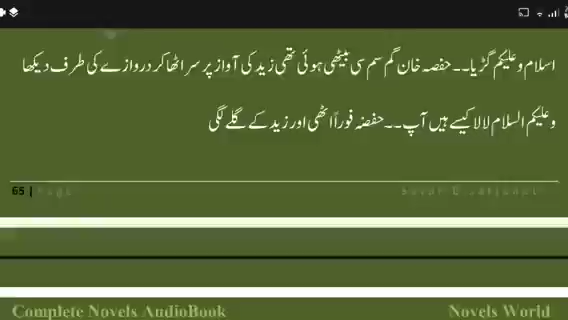 اسلام و علیکم گڑیا۔۔ حفصہ خان گم سم سی بیٹھی ہوئی تھی زید کی آواز پر سر اٹھا کر دروازے کی طرف دیکھا
وعلیکم السلام لالا کیسے ہیں آپ۔۔ حفصہ فوراً اٹھی اور زید کے گلے لگی
65 | Page
Complete Novels AudioBook
Novels World